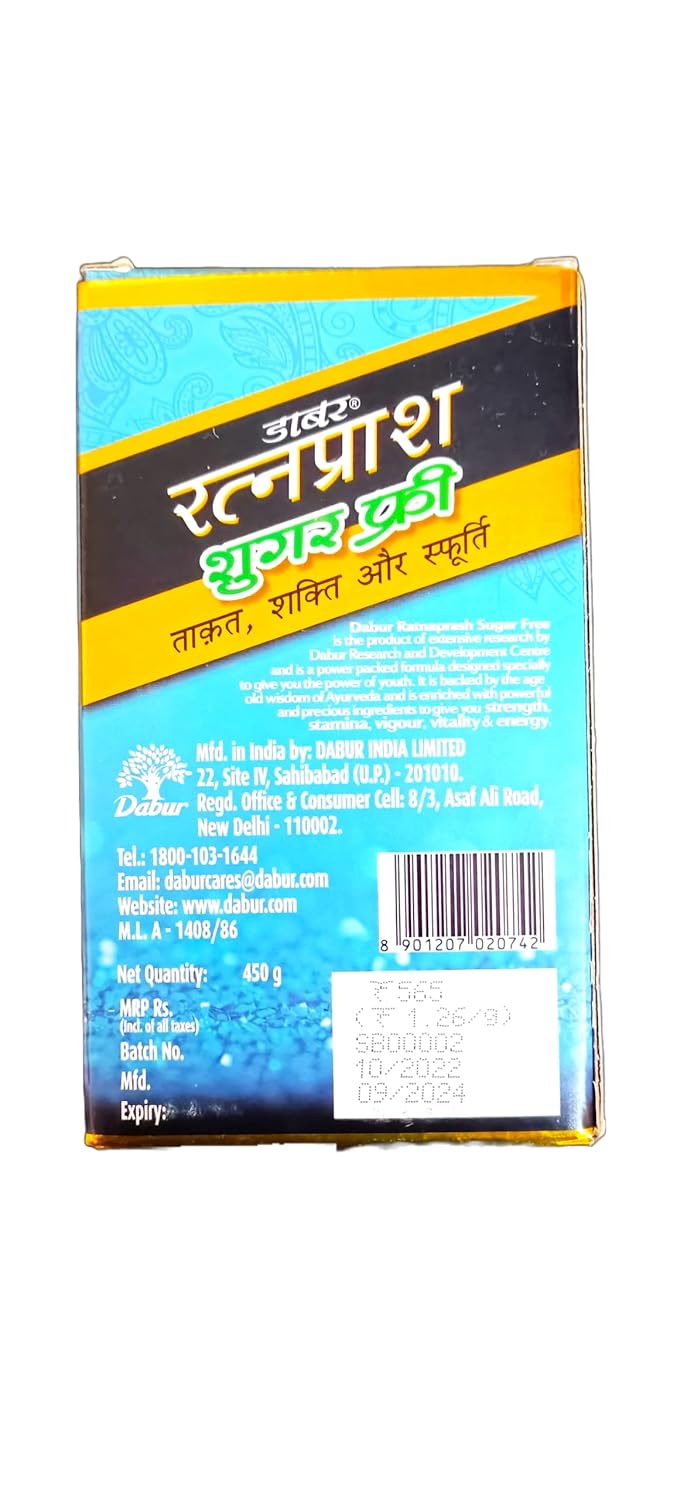 डाबर®
रत्नप्राश
शुगर फ्री
ताक़त, शक्ति और स्फूर्ति
Dabur Ratnaprash Sugar Free
is the product of extensive research by
Dabur Research and Development Centre
and is a power packed formula designed specially
to give you the power of youth. It is backed by the age
old wisdom of Ayurveda and is enriched with powerful
and precious ingredients to give you strength,
stamina, vigour, vitality & energy.
Dabur
Mfd. in India by: DABUR INDIA LIMITED
22, Site IV, Sahibabad (U.P.) - 201010.
Regd. Office & Consumer Cell: 8/3, Asaf Ali Road,
New Delhi - 110002.
Tel.: 1800-103-1644
Email: daburcares@dabur.com
Website: www.dabur.com
M.L. A - 1408/86
8 901207 020742
Net Quantity: 450 g
MRP Rs.
(Incl. of all taxes)
Batch No.
Mfd.
Expiry:
₹565
(₹ 1.26/g)
SB00002
10/2022
09/2024